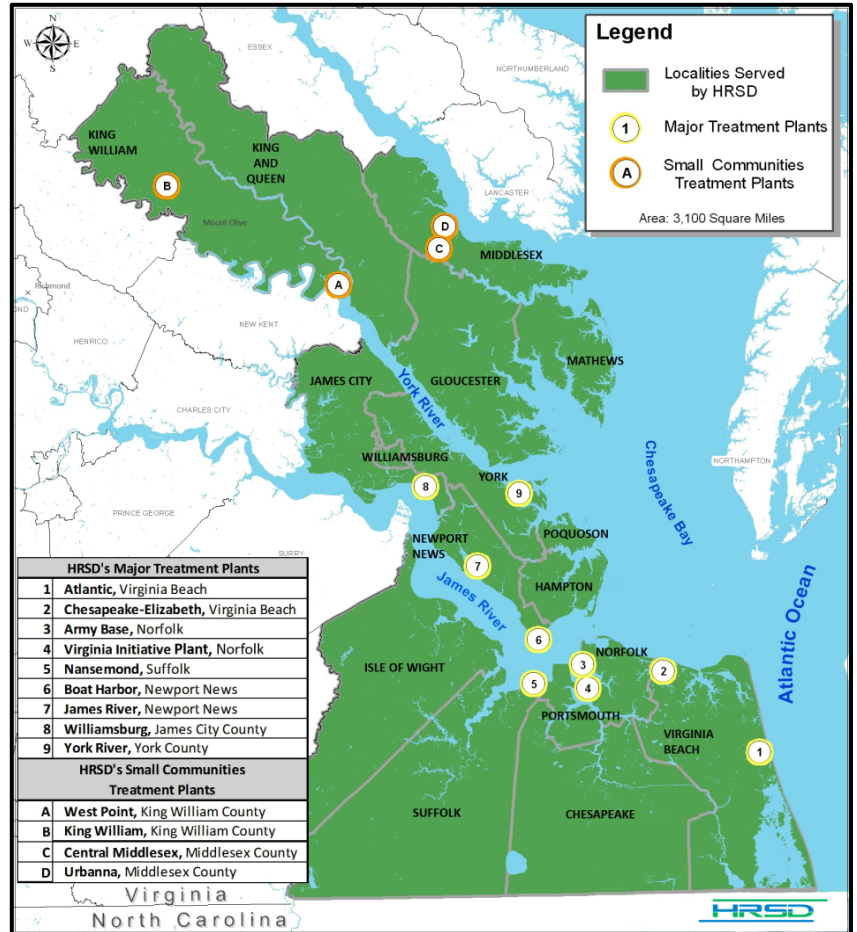 N
W
E
S
ESSEX
NORTHUMBERLAND
Legend
Localities Served
by HRSD
1
Major Treatment Plants
A
Small Communities
Treatment Plants
Area: 3,100 Square Miles
KING
WILLIAM
KING
AND
QUEEN
B
LANCASTER
Mount Olive
D
C
MIDDLESEX
A
Richmond
NEW KENT
HENRICO
MATHEWS
JAMES CITY
GLOUCESTER
York River
CHARLES CITY
Chesapeake Bay
WILLIAMSBURG
NORTHAMPTON
YORK
8
9
PRINCE GEORGE
POQUOSON
NEWPORT
NEWS
SURRY
7
HAMPTON
James River
Atlantic Ocean
6
NORFOLK
ISLE OF WIGHT
3
2
5
4
PORTSMOUTH
VIRGINIA
BEACH
1
SUFFOLK
CHESAPEAKE
HRSD's Major Treatment Plants
1 Atlantic, Virginia Beach
2 Chesapeake-Elizabeth, Virginia Beach
3 Army Base, Norfolk
4 Virginia Initiative Plant, Norfolk
5 Nansemond, Suffolk
6 Boat Harbor, Newport News
7 James River, Newport News
8 Williamsburg, James City County
9 York River, York County
HRSD's Small Communities
Treatment Plants
A West Point, King William County
B King William, King William County
C Central Middlesex, Middlesex County
D Urbanna, Middlesex County
Virginia
North Carolina
HRSD